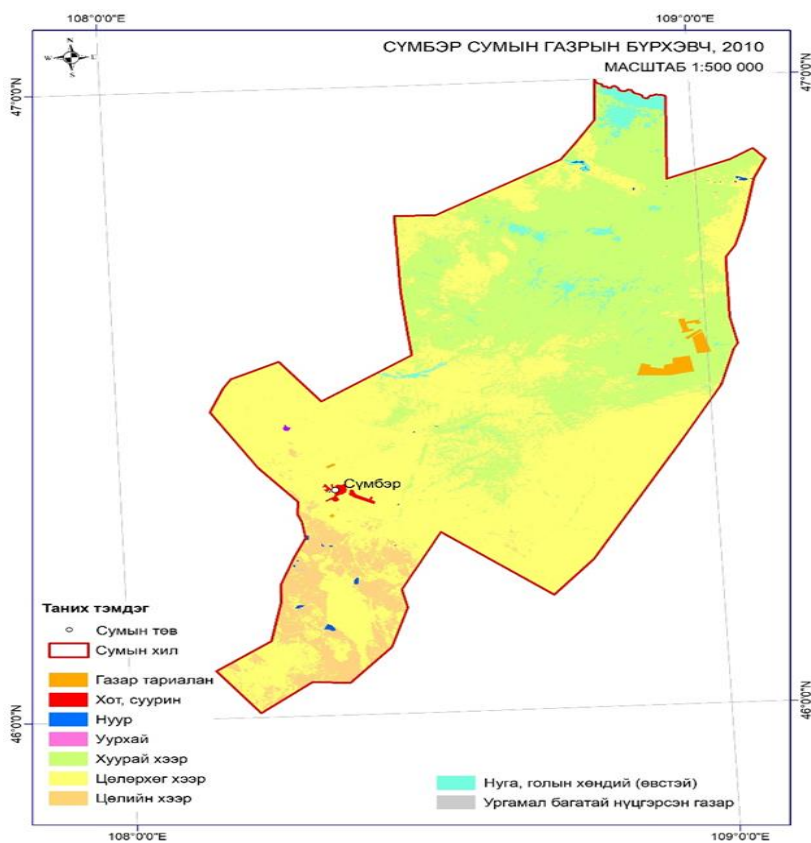 108°0'0"E
109°0'0"E
СҮМБЭР СУМЫН ГАЗРЫН БҮРХЭВЧ, 2010
МАСШТАБ 1:500 000
N
W E
S
47°0'0"N
47°0'0"N
Сүмбэр
Таних тэмдэг
Сумын төв
Сумын хил
Газар тариалан
Хот, суурин
Нуур
Уурхай
Хуурай хээр
Цөлөрхөг хээр
Цөлийн хээр
Нуга, голын хөндий (өвстэй)
Ургамал багатай нүцгэрсэн газар
46°0'0"N
46°0'0"N
108°0'0"E
109°0'0"E